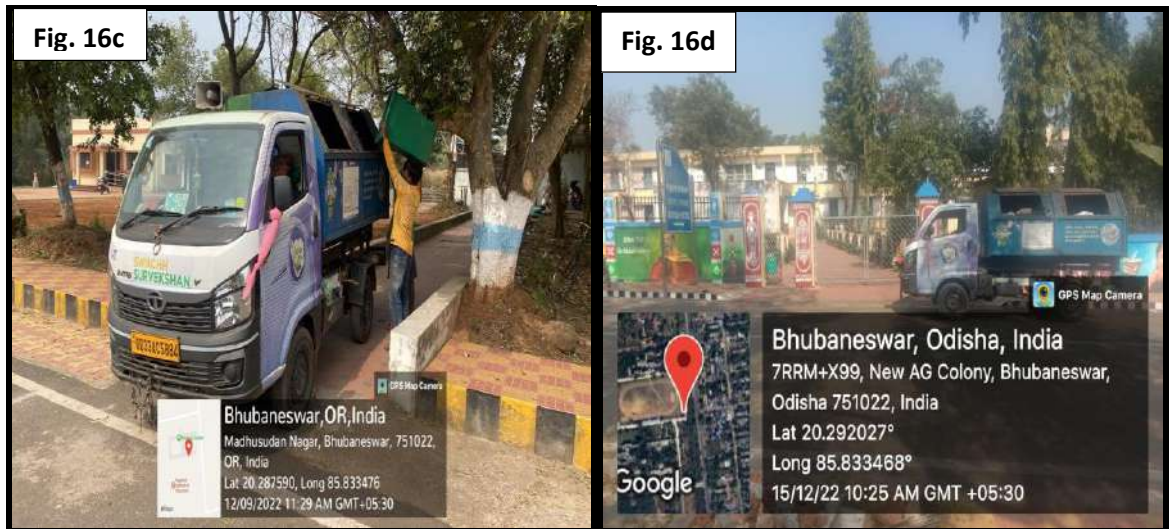 Fig. 16c
SWACHH
SURVEKSHAN
GPS Map Camera
Bhubaneswar,OR,India
Madhusudan Nagar, Bhubaneswar, 751022,
OR, India
Lat 20.287590, Long 85.833476
12/09/2022 11:29 AM GMT+05:30
Fig. 16d
GPS Map Camera
Bhubaneswar, Odisha, India
7RRM+X99, New AG Colony, Bhubaneswar,
Odisha 751022, India
Lat 20.292027°
Long 85.833468°
15/12/22 10:25 AM GMT +05:30
Google